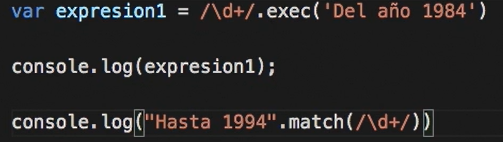 var expresion1 = /\d+/.exec('Del año 1984')
console.log(expresion1);
console.log("Hasta 1994".match(/\d+/))